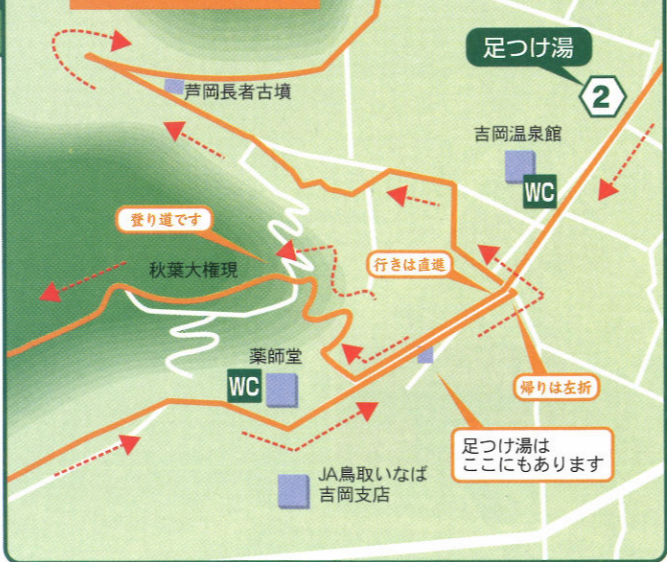 足つけ湯
2
芦岡長者古墳
吉岡温泉館
WC
登り道です
秋葉大権現
行きは直進
薬師堂
WC
帰りは左折
足つけ湯は
ここにもあります
JA鳥取いなば
吉岡支店